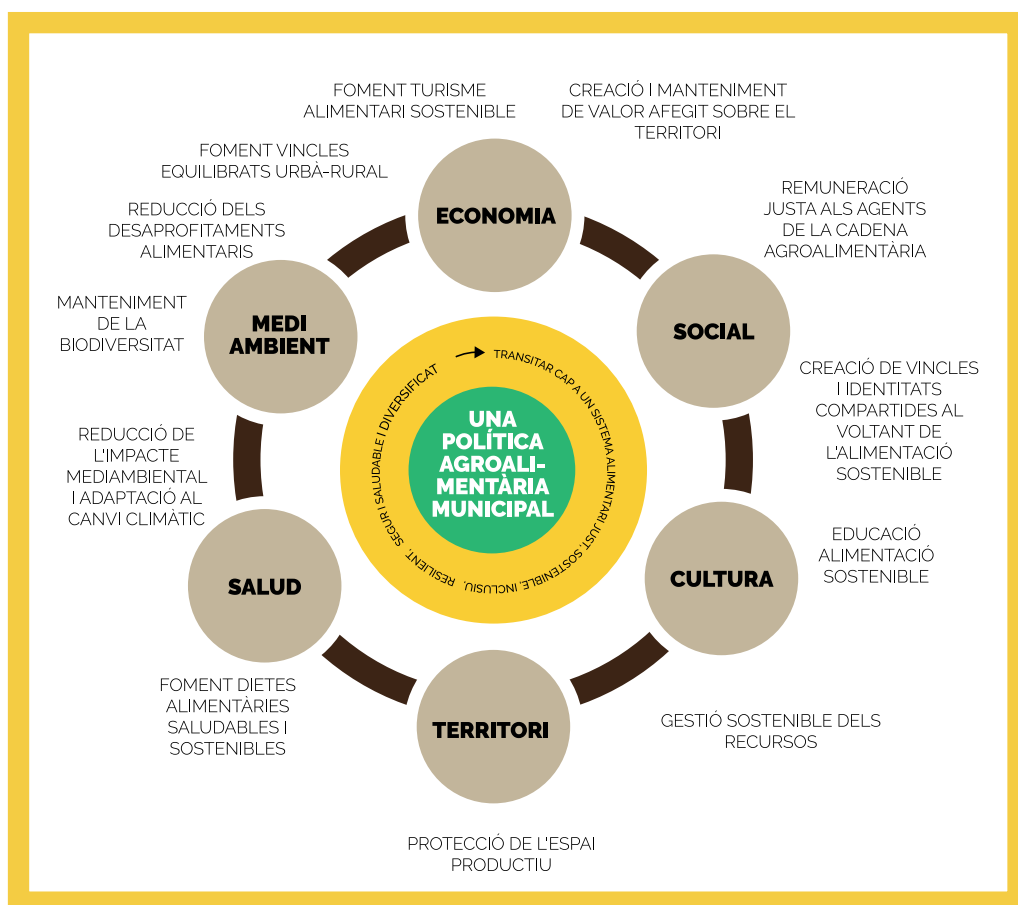 FOMENT TURISME
ALIMENTARI SOSTENIBLE
CREACIÓ I MANTENIMENT
DE VALOR AFEGIT SOBRE EL
TERRITORI
FOMENT VINCLES
EQUILIBRATS URBÀ-RURAL
ECONOMIA
REMUNERACIÓ
JUSTA ALS AGENTS
DE LA CADENA
AGROALIMENTÀRIA
REDUCCIÓ DELS
DESAPROFITAMENTS
ALIMENTARIS
MEDI
AMBIENT
SOCIAL
MANTENIMENT
DE LA
BIODIVERSITAT
TRANSITAR CAP A UN SISTEMA ALIMENTARI JUST, SOSTENIBLE, INCLUSIU, RESILIENT, SEGUR I SALUDABLE I DIVERSIFICAT
UNA
POLÍTICA
AGROALI-
MENTÀRIA
MUNICIPAL
CREACIÓ DE VINCLES
I IDENTITATS
COMPARTIDES AL
VOLTANT DE
L'ALIMENTACIÓ
SOSTENIBLE
REDUCCIÓ DE
L'IMPACTE
MEDIAMBIENTAL
I ADAPTACIÓ AL
CANVI CLIMÀTIC
EDUCACIÓ
ALIMENTACIÓ
SOSTENIBLE
SALUD
CULTURA
FOMENT DIETES
ALIMENTÀRIES
SALUDABLES I
SOSTENIBLES
TERRITORI
GESTIÓ SOSTENIBLE DELS
RECURSOS
PROTECCIÓ DE L'ESPAI
PRODUCTIU